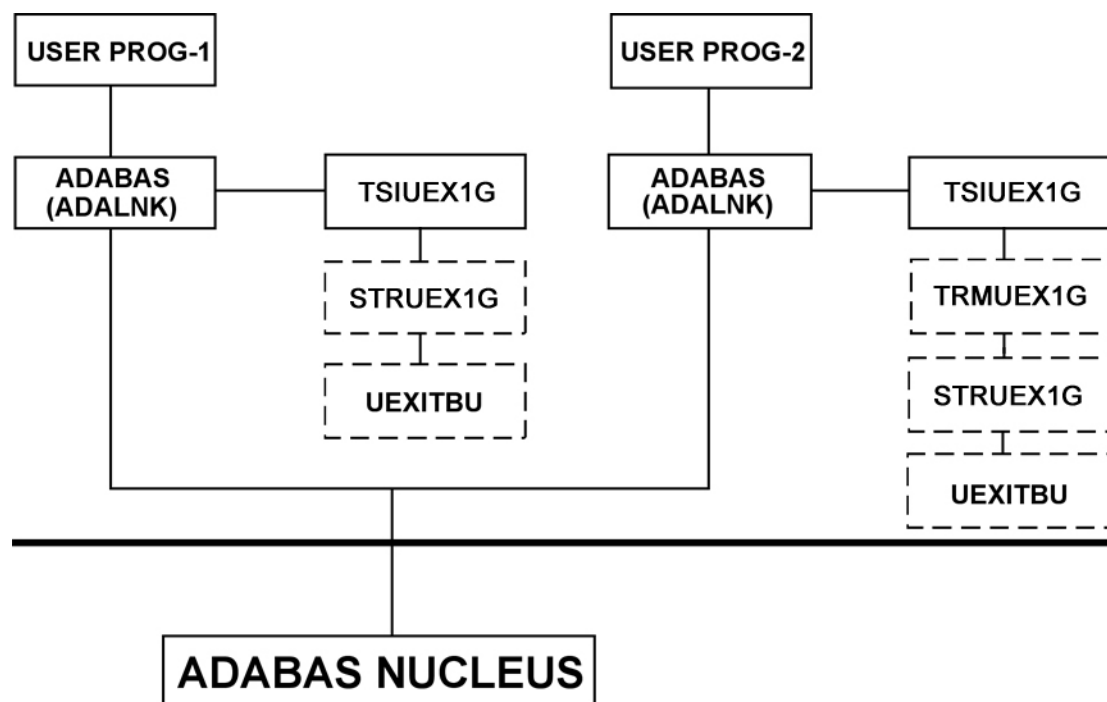 USER PROG-1
USER PROG-2
ADABAS
(ADALNK)
TSIUEX1G
ADABAS
(ADALNK)
TSIUEX1G
STRUEX1G
TRMUEX1G
UEXITBU
STRUEX1G
UEXITBU
ADABAS NUCLEUS